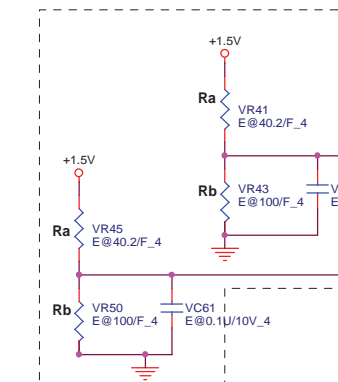 +1.5V
Ra
VR41
E@40.2/F_4
Rb
VR43
E@100/F_4
V
E
+1.5V
Ra
VR45
E@40.2/F_4
Rb
VR50
E@100/F_4
VC61
E@0.1U/10V_4